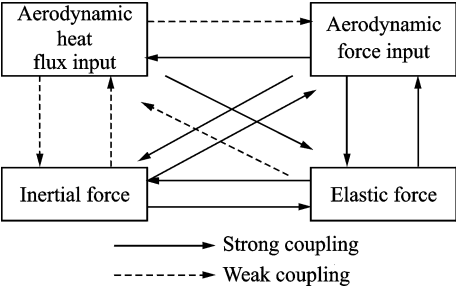 Aerodynamic
heat
flux input
Aerodynamic
force input
Inertial force
Elastic force
Strong coupling
Weak coupling